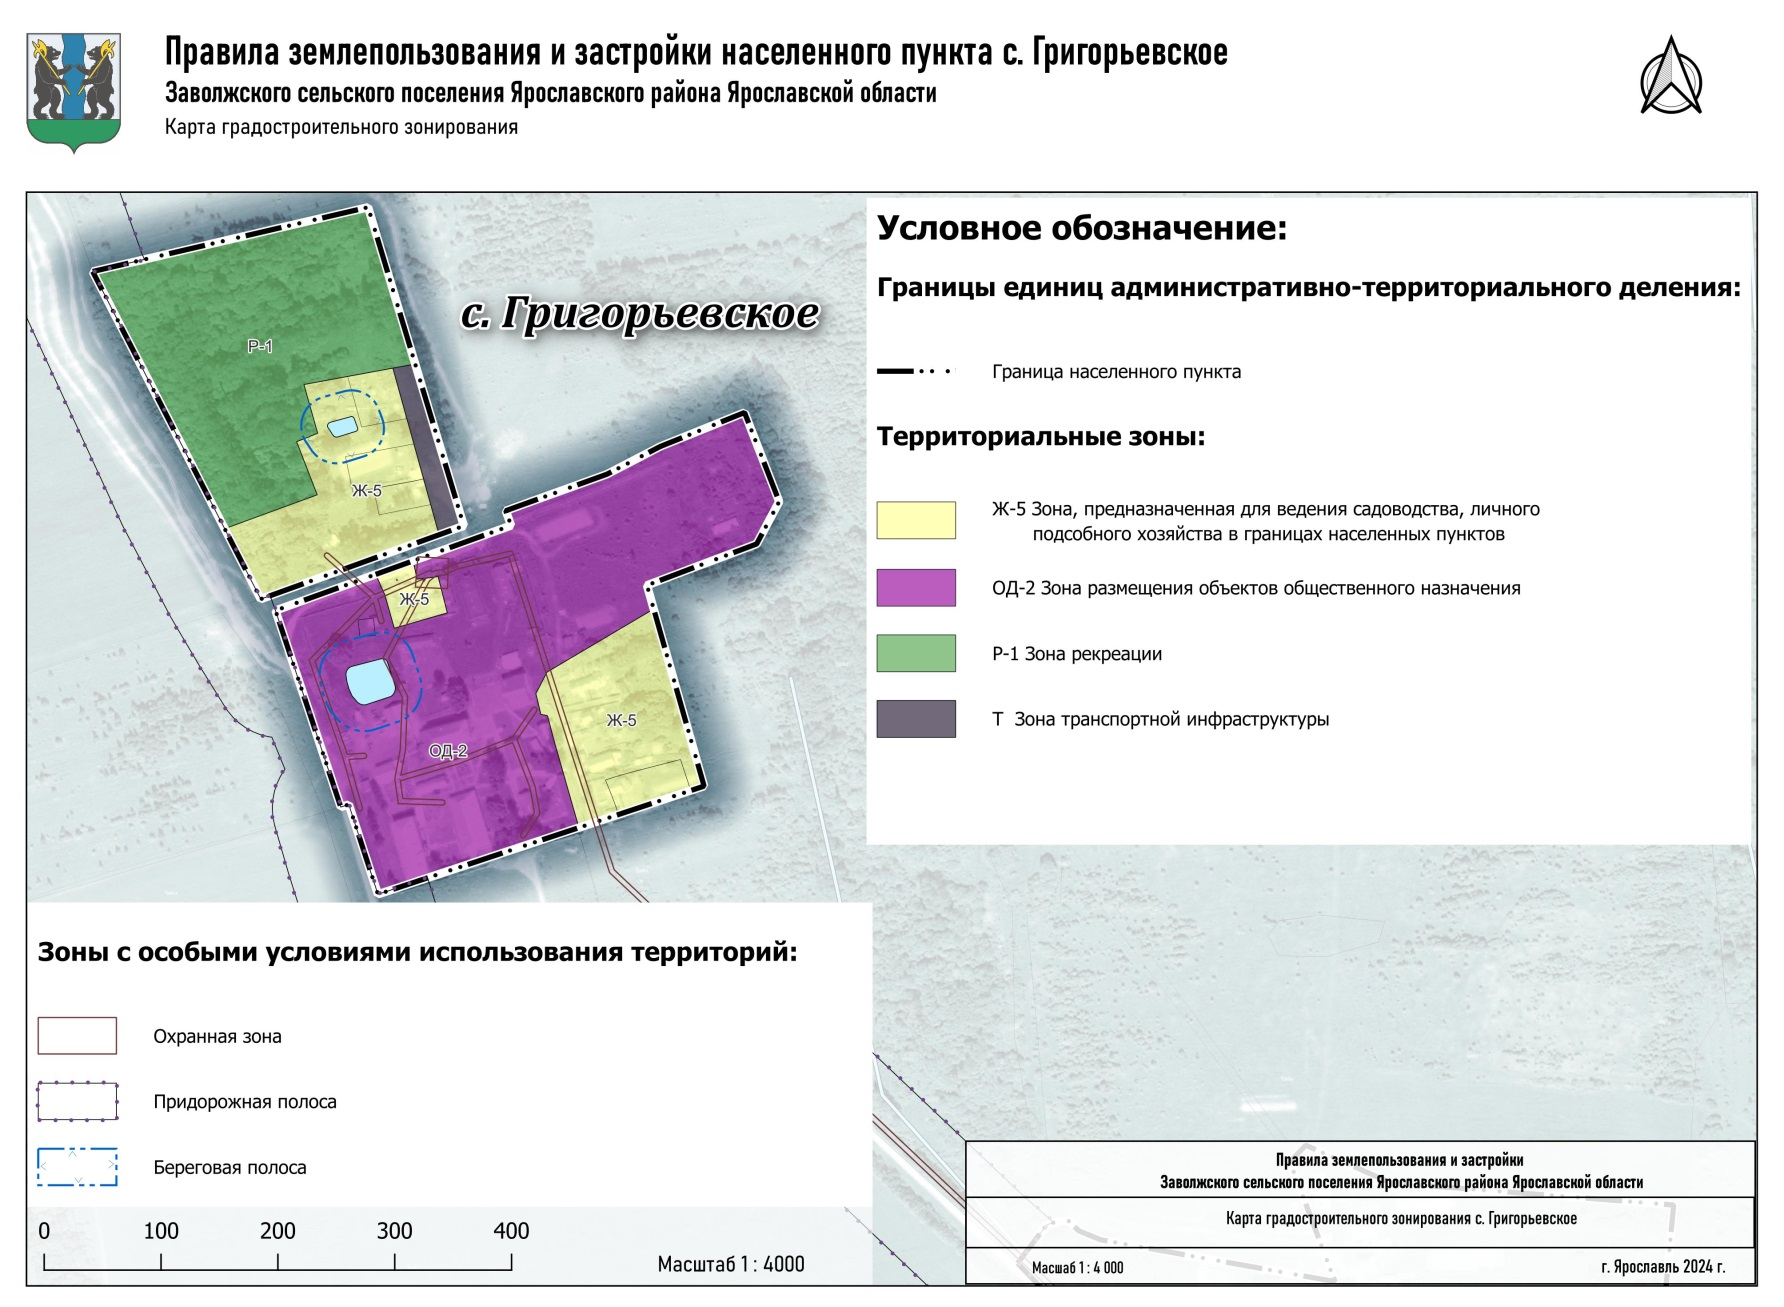 Правила землепользования и застройки населенного пункта с. Григорьевское
Заволжского сельского поселения Ярославского района Ярославской области
Карта градостроительного зонирования
с. Григорьевское
Р-1
Ж-5
Ж-5
Ж-5
ОД-2
Условное обозначение:
Границы единиц административно-территориального деления:
Граница населенного пункта
Территориальные зоны:
Ж-5 Зона, предназначенная для ведения садоводства, личного
подсобного хозяйства в границах населенных пунктов
ОД-2 Зона размещения объектов общественного назначения
Р-1 Зона рекреации
Т Зона транспортной инфраструктуры
Зоны с особыми условиями использования территорий:
Охранная зона
Придорожная полоса
Береговая полоса
0 100 200 300 400
Масштаб 1 : 4000
Правила землепользования и застройки
Заволжского сельского поселения Ярославского района Ярославской области
Карта градостроительного зонирования с. Григорьевское
Масшаб 1 : 4 000
г. Ярославль 2024 г.